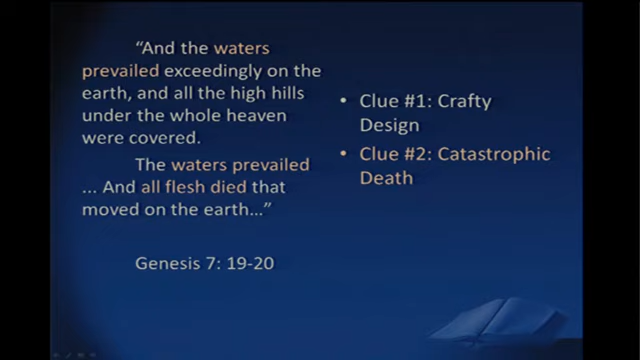 "And the waters
prevailed exceedingly on the
earth, and all the high hills
under the whole heaven
were covered.
The waters prevailed
... And all flesh died that
moved on the earth..."
Genesis 7: 19-20
• Clue #1: Crafty
Design
• Clue #2: Catastrophic
Death